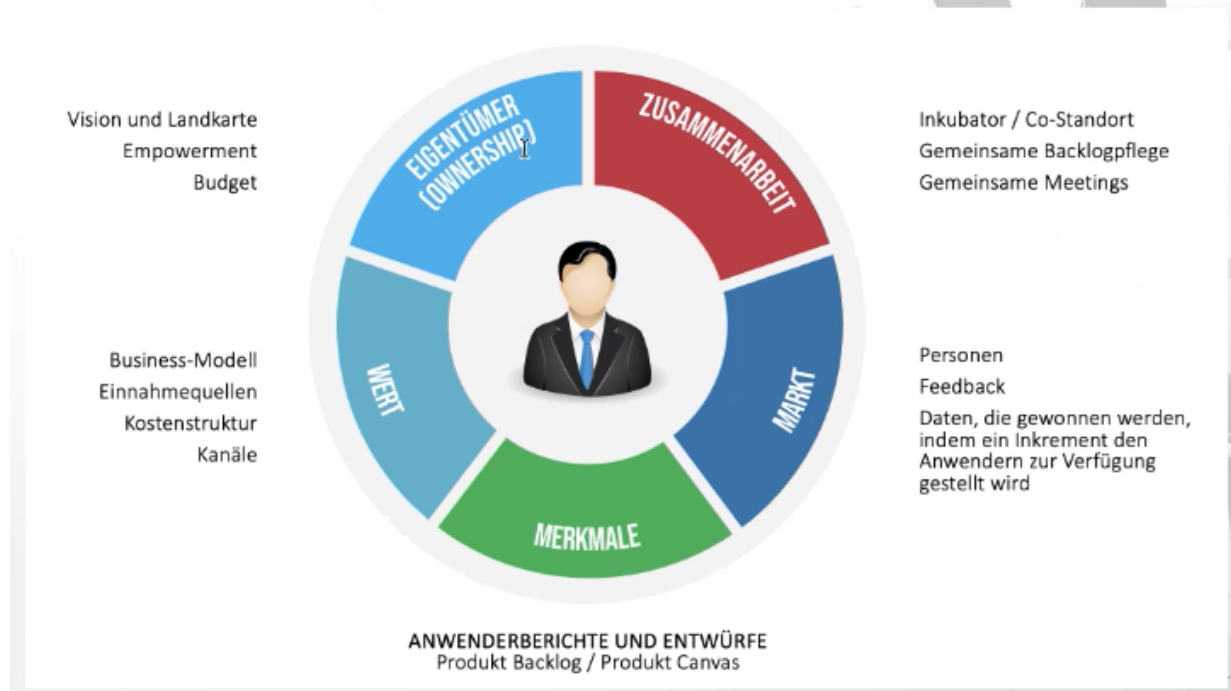 Vision und Landkarte
Empowerment
Budget
EIGENTÜMER
(OWNERSHIP)
ZUSAMMENARBEIT
Inkubator / Co-Standort
Gemeinsame Backlogpflege
Gemeinsame Meetings
Business-Modell
Einnahmequellen
Kostenstruktur
Kanäle
WERT
MARKT
Personen
Feedback
Daten, die gewonnen werden,
indem ein Inkrement den
Anwendern zur Verfügung
gestellt wird
MERKMALE
ANWENDERBERICHTE UND ENTWÜRFE
Produkt Backlog / Produkt Canvas